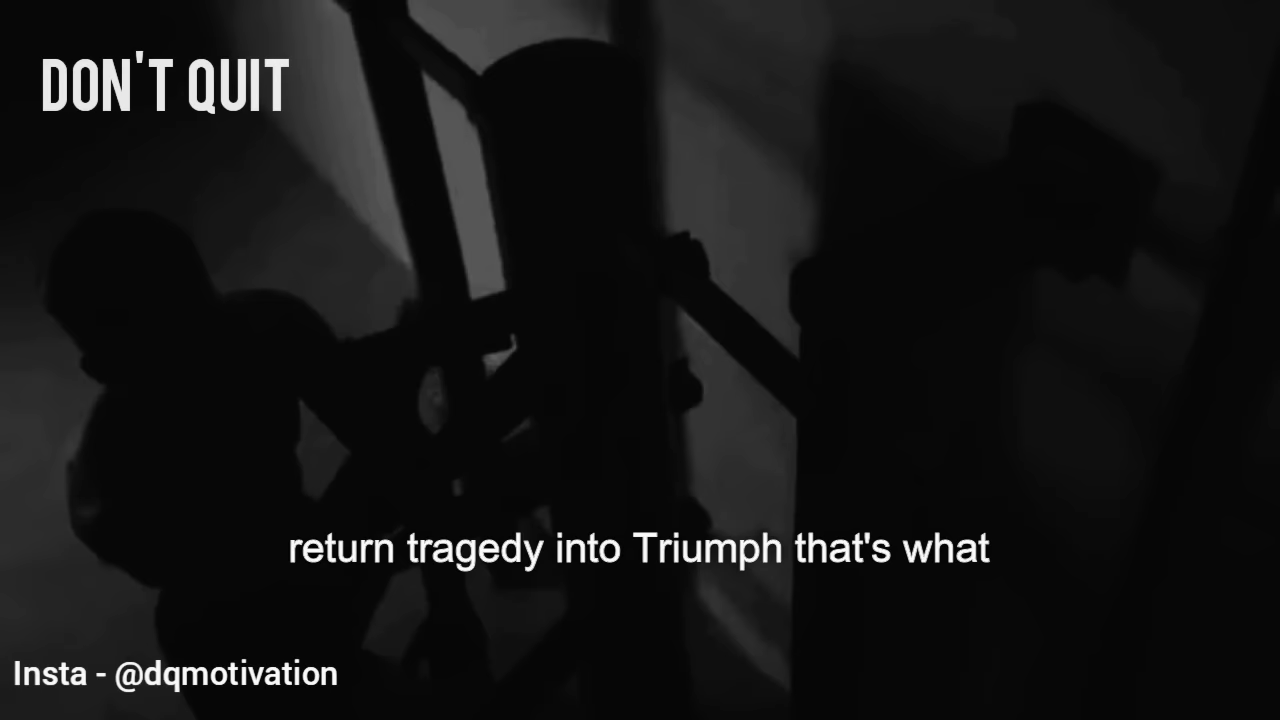 DON'T QUIT
return tragedy into Triumph that's what
Insta - @dqmotivation